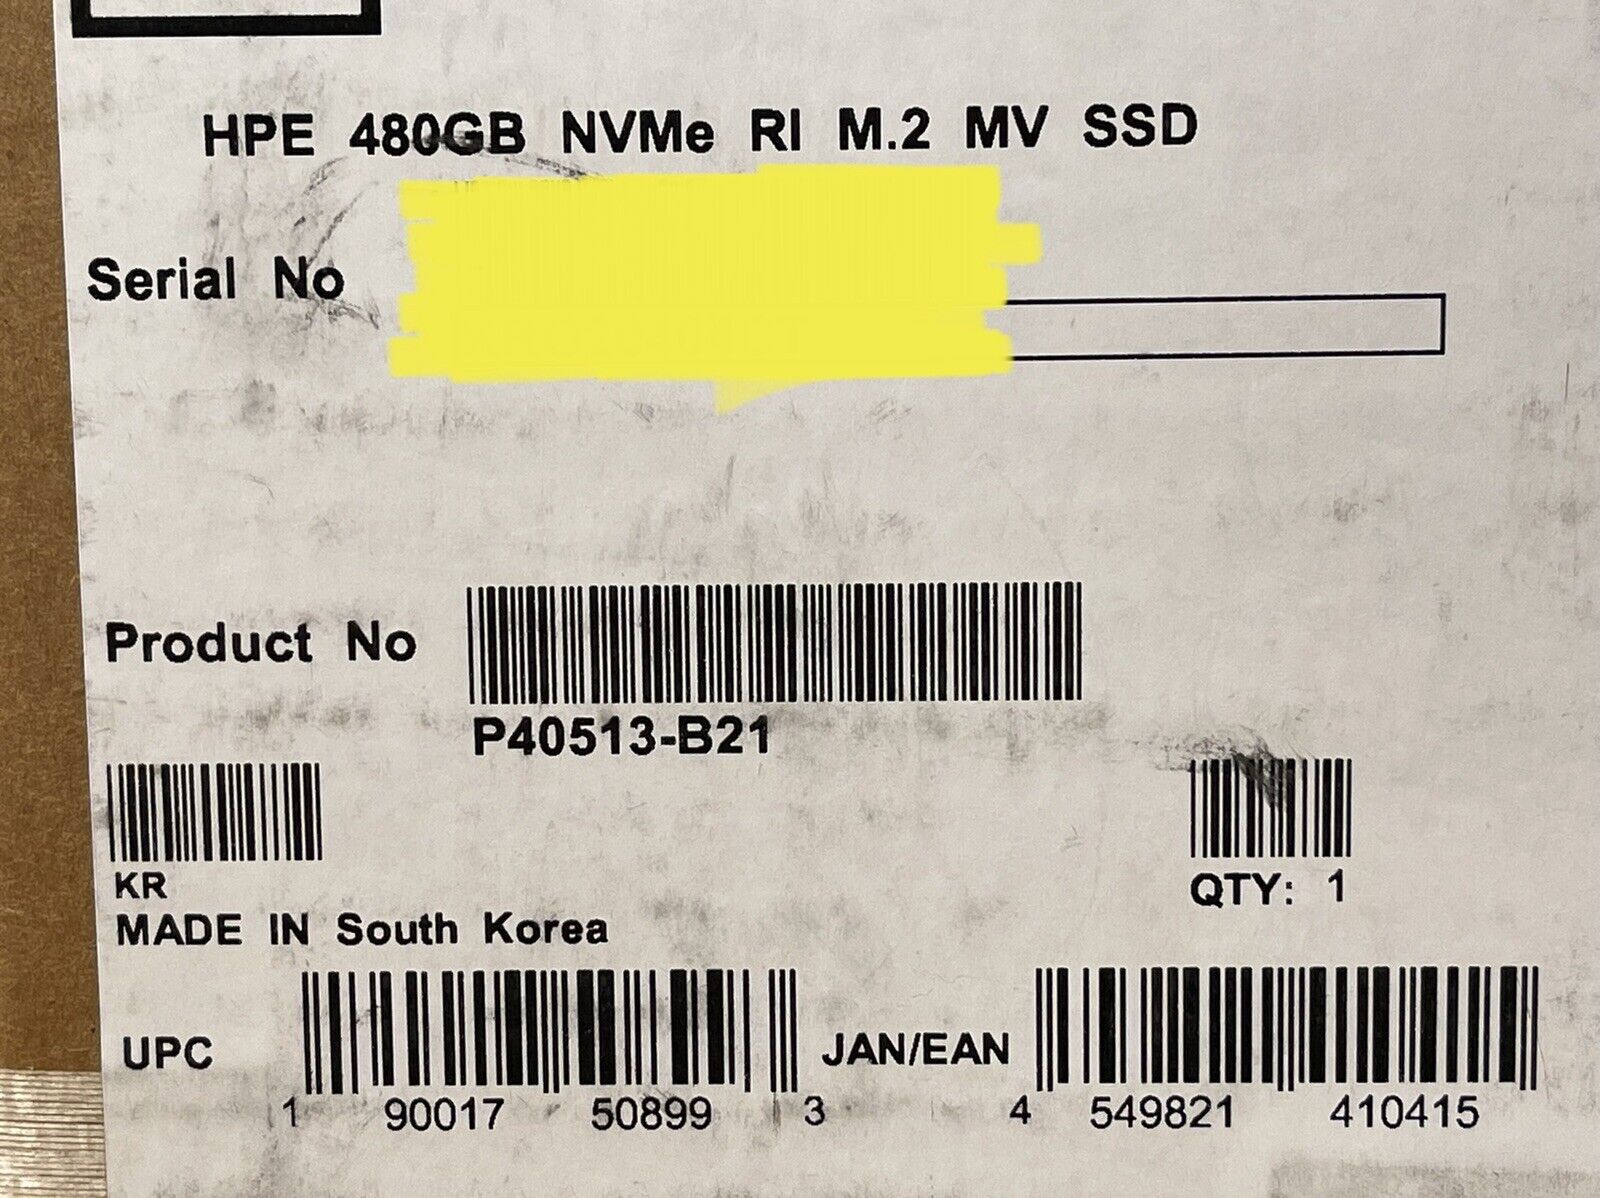 HPE 480GB NVMe RI M.2 MV SSD
Serial No
Product No
P40513-B21
KR
QTY: 1
MADE IN South Korea
UPC
1 90017 50899 3
JAN/EAN
4 549821 410415